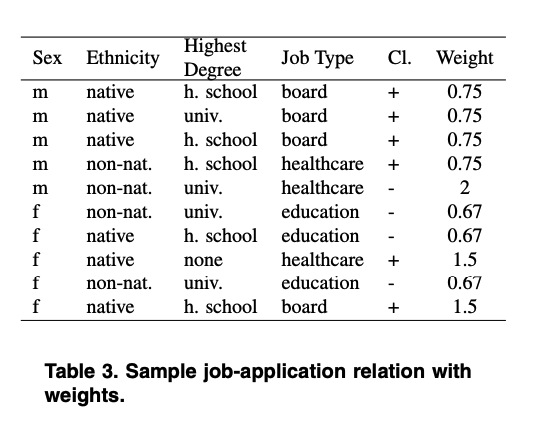 Sex Ethnicity Highest Degree Job Type Cl. Weight
m native h. school board + 0.75
m native univ. board + 0.75
m native h. school board + 0.75
m non-nat. h. school healthcare + 0.75
m non-nat. univ. healthcare - 2
f non-nat. univ. education - 0.67
f native h. school education - 0.67
f native none healthcare + 1.5
f non-nat. univ. education - 0.67
f native h. school board + 1.5
Table 3. Sample job-application relation with
weights.